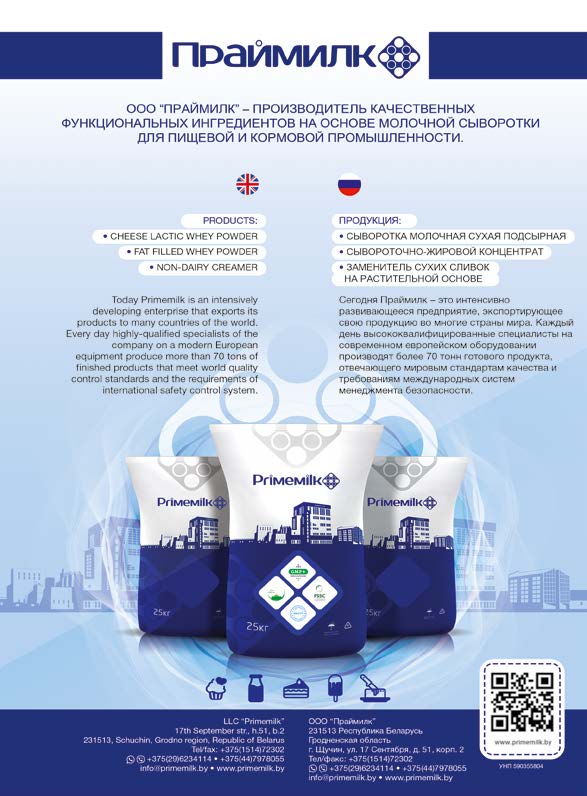 Праймилк
ООО “ПРАЙМИЛК” – ПРОИЗВОДИТЕЛЬ КАЧЕСТВЕННЫХ
ФУНКЦИОНАЛЬНЫХ ИНГРЕДИЕНТОВ НА ОСНОВЕ МОЛОЧНОЙ СЫВОРОТКИ
ДЛЯ ПИЩЕВОЙ И КОРМОВОЙ ПРОМЫШЛЕННОСТИ.
PRODUCTS:
• CHEESE LACTIC WHEY POWDER
• FAT FILLED WHEY POWDER
• NON-DAIRY CREAMER
Today Primemilk is an intensively
developing enterprise that exports its
products to many countries of the world.
Every day highly-qualified specialists of the
company on a modern European
equipment produce more than 70 tons of
finished products that meet world quality
control standards and the requirements of
international safety control system.
ПРОДУКЦИЯ:
• СЫВОРОТКА МОЛОЧНАЯ СУХАЯ ПОДСЫРНАЯ
• СЫВОРОТОЧНО-ЖИРОВОЙ КОНЦЕНТРАТ
• ЗАМЕНИТЕЛЬ СУХИХ СЛИВОК
НА РАСТИТЕЛЬНОЙ ОСНОВЕ
Сегодня Праймилк – это интенсивно
развивающееся предприятие, экспортирующее
свою продукцию во многие страны мира. Каждый
день высококвалифицированные специалисты на
современном европейском оборудовании
производят более 70 тонн готового продукта,
отвечающего мировым стандартам качества и
требованиям международных систем
менеджмента безопасности.
Primemilk
Primemilk
Primemilk
GMP+
FSSC
25кг
25кг
25кг
LLC “Primemilk”
17th September str., h.51, b.2
231513, Schuchin, Grodno region, Republic of Belarus
Tel/fax: +375(1514)72302
+375(29)6234114 • +375(44)7978055
info@primemilk.by • www.primemilk.by
ООО “Праймилк”
231513 Республика Беларусь
Гродненская область
г. Щучин, ул. 17 Сентября, д. 51, корп. 2
Тел/факс: +375(1514)72302
+375(29)6234114 • +375(44)7978055
info@primemilk.by • www.primemilk.by
www.primemilk.by
УНП 590355804